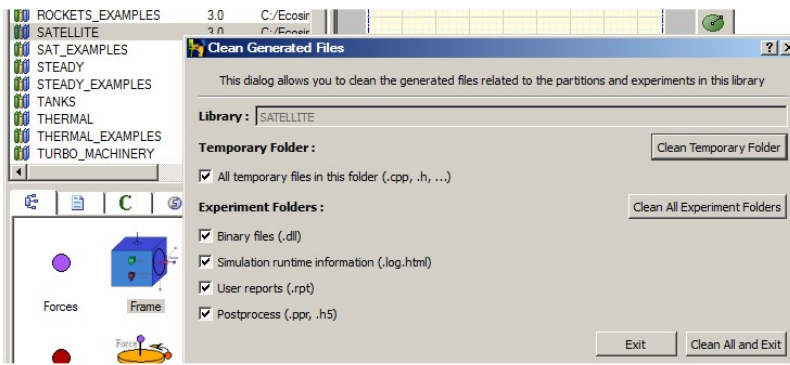 ROCKETS_EXAMPLES 3.0
SATELLITE 3.0
SAT_EXAMPLES
STEADY
STEADY_EXAMPLES
TANKS
THERMAL
THERMAL_EXAMPLES
TURBO_MACHINERY
Clean Generated Files
This dialog allows you to clean the generated files related to the partitions and experiments in this library
Library : SATELLITE
Temporary Folder : Clean Temporary Folder
All temporary files in this folder (.cpp, .h, ...)
Experiment Folders : Clean All Experiment Folders
Binary files (.dll)
Simulation runtime information (.log.html)
User reports (.rpt)
Postprocess (.ppr, .h5)
Exit Clean All and Exit
C S
Forces Frame
Force